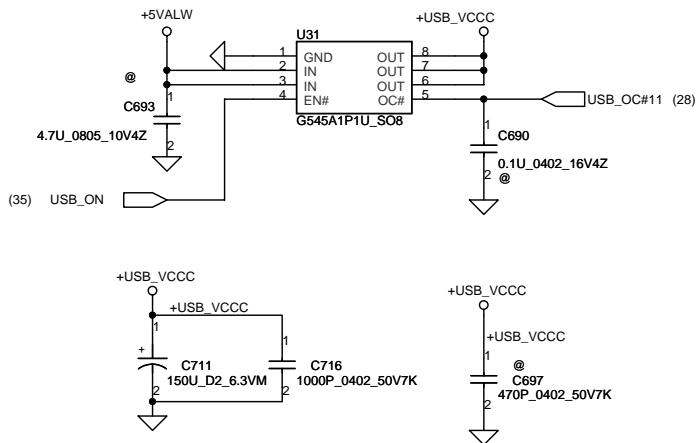 +5VALW
U31
+USB_VCCC
1 GND OUT 8
2 IN OUT 7
3 IN OUT 6
4 EN# OC# 5
G545A1P1U_SO8
@
1
C693
4.7U_0805_10V4Z
2
USB_OC#11 (28)
1
C690
0.1U_0402_16V4Z
2
@
(35) USB_ON
+USB_VCCC
+USB_VCCC
1
+
C711
150U_D2_6.3VM
2
1
C716
1000P_0402_50V7K
2
+USB_VCCC
+USB_VCCC
1
@
C697
470P_0402_50V7K
2